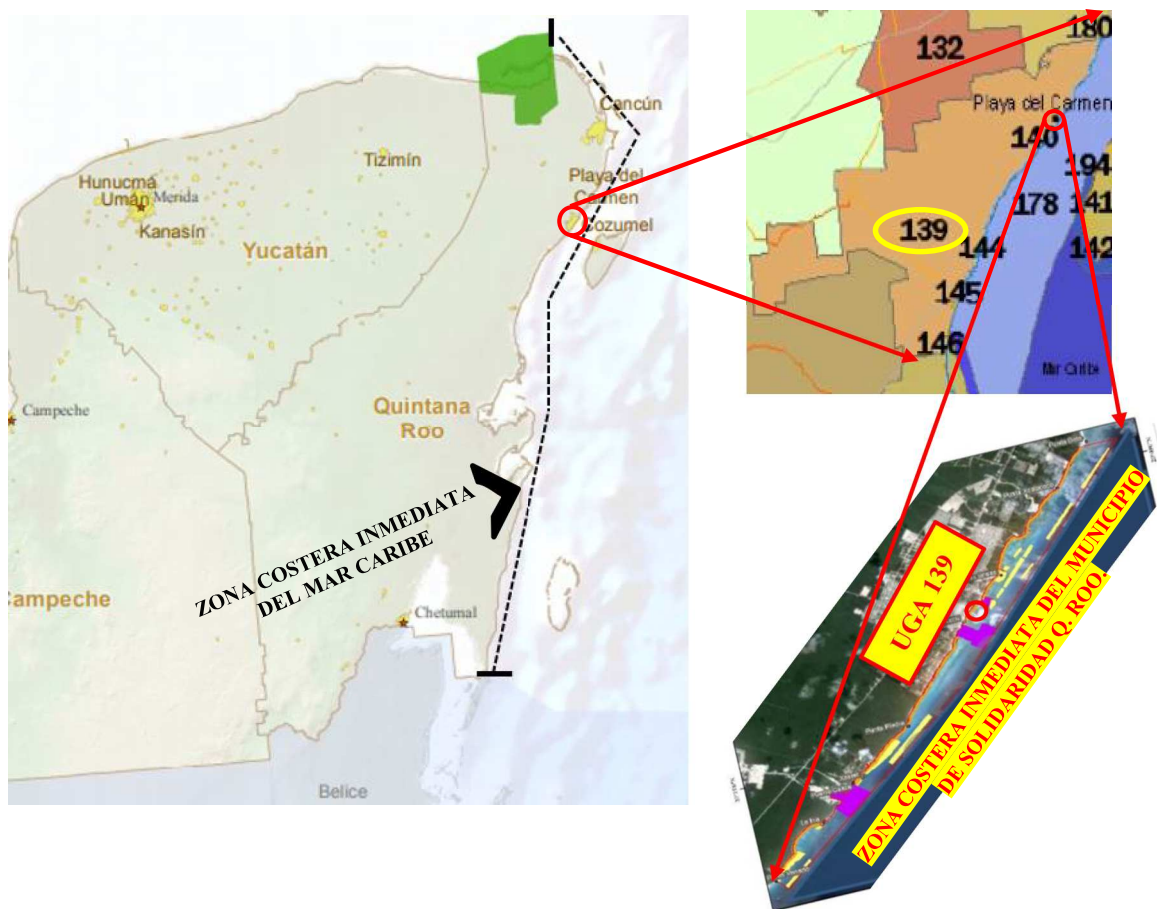 Cancún
Tizimín
Hunucmá
Umán
Merida
Kanasín
Playa del
Carmen
Cozumel
Yucatán
Quintana
Roo
Campeche
ZONA COSTERA INMEDIATA
DEL MAR CARIBE
Campeche
Chetumal
Belice
180
132
Playa del Carmen
140
194
178
141
139
144
142
145
146
Mar Caribe
UGA 139
ZONA COSTERA INMEDIATA DEL MUNICIPIO
DE SOLIDARIDAD Q. ROO.